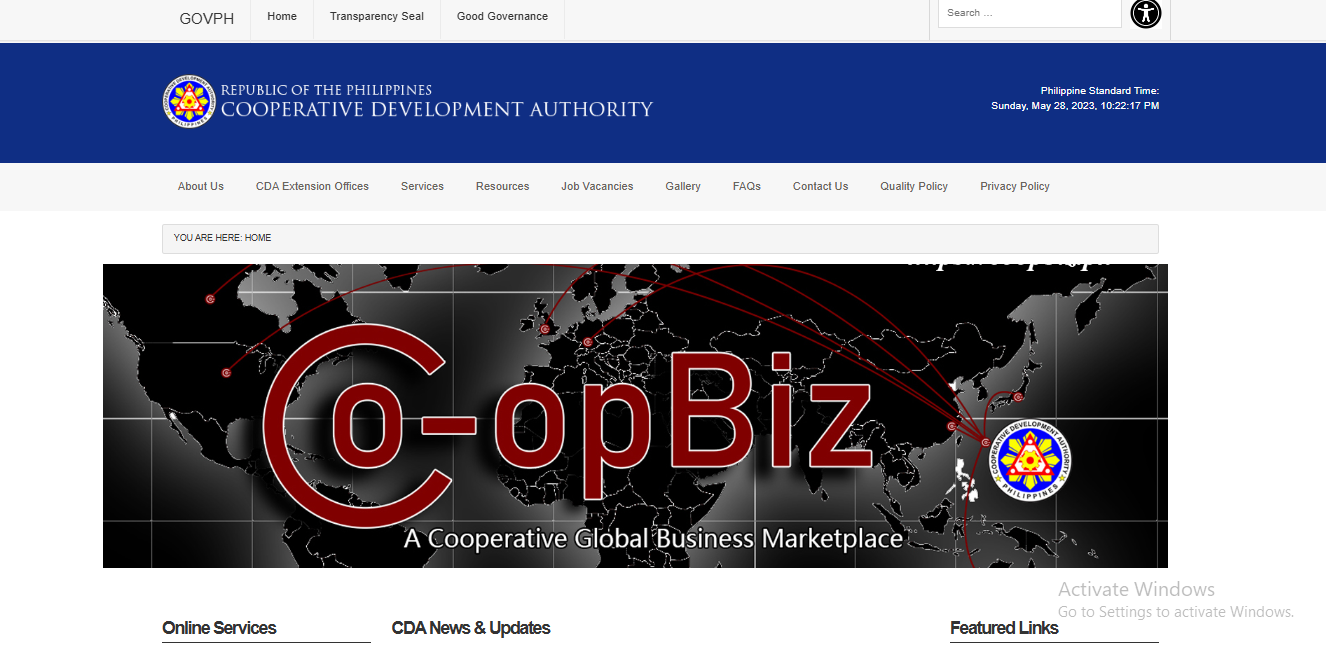 GOVPH
Home
Transparency Seal
Good Governance
Search ...
REPUBLIC OF THE PHILIPPINES
COOPERATIVE DEVELOPMENT AUTHORITY
Philippine Standard Time:
Sunday, May 28, 2023, 10:22:17 PM
About Us
CDA Extension Offices
Services
Resources
Job Vacancies
Gallery
FAQs
Contact Us
Quality Policy
Privacy Policy
YOU ARE HERE: HOME
Co-opBiz
COOPERATIVE DEVELOPMENT AUTHORITY
PHILIPPINES
A Cooperative Global Business Marketplace
Activate Windows
Go to Settings to activate Windows.
Online Services
CDA News & Updates
Featured Links